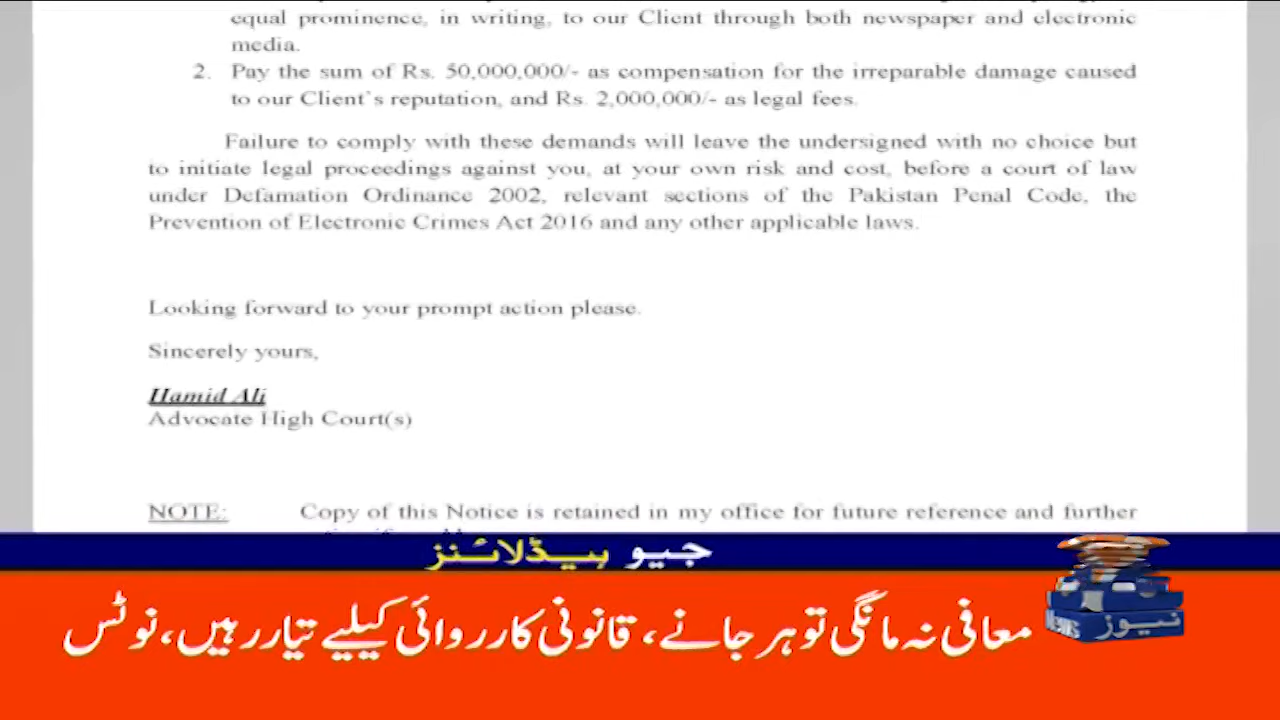 equal prominence, in writing, to our Client through both newspaper and electronic
media.
2. Pay the sum of Rs. 50,000,000/- as compensation for the irreparable damage caused
to our Client`s reputation, and Rs. 2,000,000/- as legal fees.
Failure to comply with these demands will leave the undersigned with no choice but
to initiate legal proceedings against you, at your own risk and cost, before a court of law
under Defamation Ordinance 2002, relevant sections of the Pakistan Penal Code, the
Prevention of Electronic Crimes Act 2016 and any other applicable laws.
Looking forward to your prompt action please.
Sincerely yours,
Hamid Ali
Advocate High Court(s)
NOTE: Copy of this Notice is retained in my office for future reference and further
جیو ہیڈلائنز
معافی نہ مانگی تو ہر جانے، قانونی کارروائی کیلیے تیار رہیں، نوٹس
NEWS نیوز